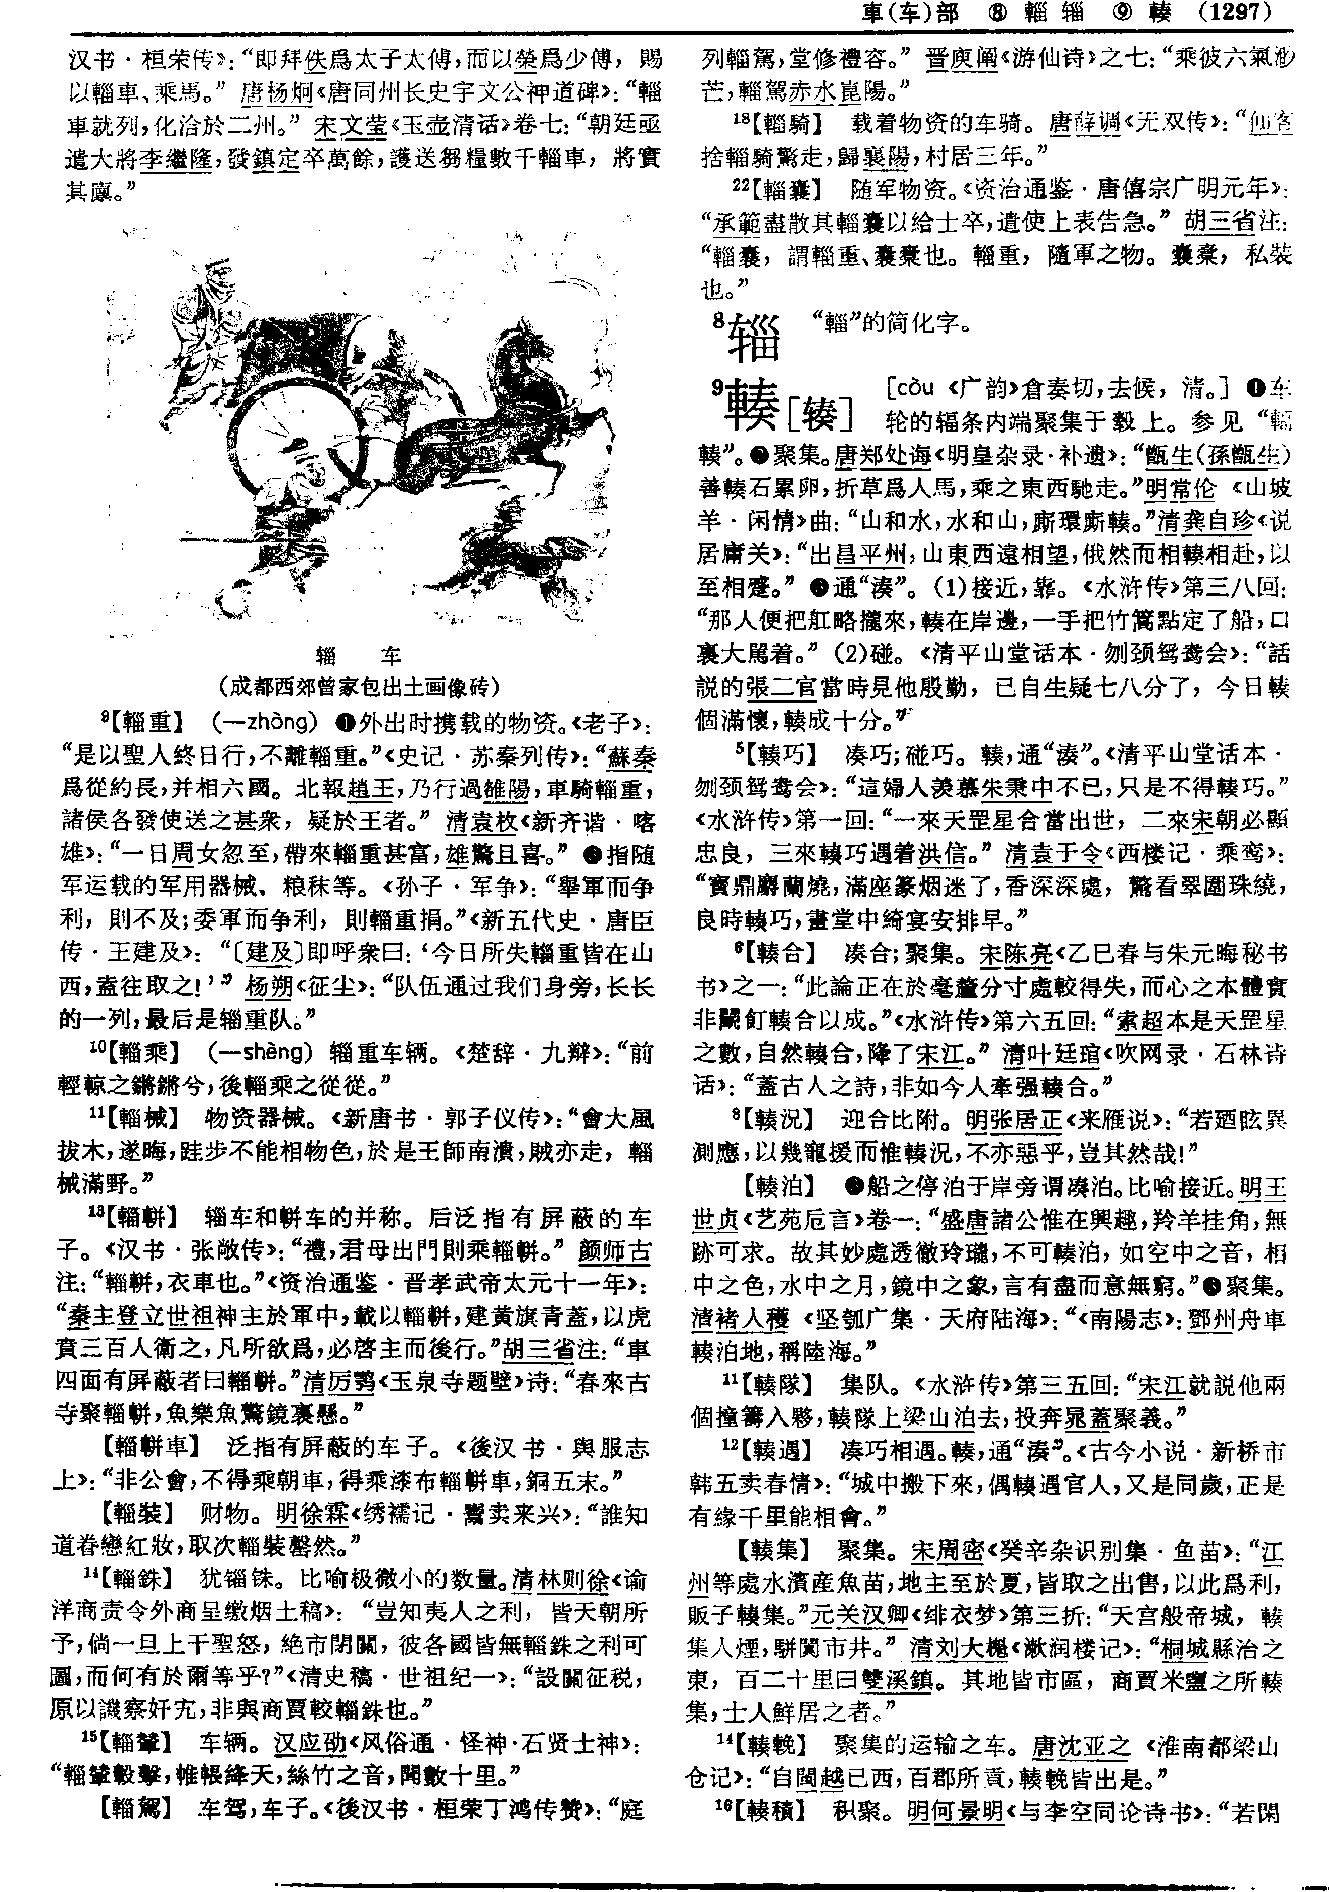 車(车)部 ⑧ 輜 辎 ⑨ 輳 (1297)
汉书·桓荣传》：“即拜佚爲太子太傅，而以榮爲少傅，賜
以輜車、乘馬。” 唐杨炯《唐同州长史宇文公神道碑》：“輜
車就列，化洽於二州。” 宋文莹《玉壶清话》卷七：“朝廷亟
遣大將李繼隆，發鎮定卒萬餘，護送芻糧數千輜車，將實
其廪。”
辎 车
（成都西郊曾家包出土画像砖）
⁹【輜重】 （—zhòng）❶外出时携载的物资。《老子》：
“是以聖人終日行，不離輜重。”《史记·苏秦列传》：“蘇秦
爲從約長，并相六國。北報趙王，乃行過雒陽，車騎輜重，
諸侯各發使送之甚衆，疑於王者。” 清袁枚《新齐谐·喀
雄》：“一日周女忽至，帶來輜重甚富，雄驚且喜。” ❷指随
军运载的军用器械、粮秣等。《孙子·军争》：“舉軍而争
利，則不及；委軍而争利，則輜重捐。”《新五代史·唐臣
传·王建及》：“〔建及〕即呼衆曰：‘今日所失輜重皆在山
西，盍往取之！’” 杨朔《征尘》：“队伍通过我们身旁，长长
的一列，最后是辎重队。”
¹⁰【輜乘】 （—shèng）辎重车辆。《楚辞·九辩》：“前
輕輬之鏘鏘兮，後輜乘之從從。”
¹¹【輜械】 物资器械。《新唐书·郭子仪传》：“會大風
拔木，遂晦，跬步不能相物色，於是王師南潰，賊亦走，輜
械滿野。”
¹³【輜軿】 辎车和軿车的并称。后泛指有屏蔽的车
子。《汉书·张敞传》：“禮，君母出門則乘輜軿。” 颜师古
注：“輜軿，衣車也。”《资治通鉴·晋孝武帝太元十一年》：
“秦主登立世祖神主於軍中，載以輜軿，建黄旗青蓋，以虎
賁三百人衛之，凡所欲爲，必啓主而後行。”胡三省注：“車
四面有屏蔽者曰輜軿。”清厉鹗《玉泉寺题壁》诗：“春來古
寺聚輜軿，魚樂魚驚鏡裏懸。”
【輜軿車】 泛指有屏蔽的车子。《後汉书·舆服志
上》：“非公會，不得乘朝車，得乘漆布輜軿車，銅五末。”
【輜裝】 财物。明徐霖《绣襦记·鬻卖来兴》：“誰知
道眷戀紅妝，取次輜裝罄然。”
¹⁴【輜銖】 犹锱铢。比喻极微小的数量。清林则徐《谕
洋商责令外商呈缴烟土稿》：“豈知夷人之利，皆天朝所
予，倘一旦上干聖怒，絶市閉關，彼各國皆無輜銖之利可
圖，而何有於爾等乎？”《清史稿·世祖纪一》：“設關征税，
原以譏察奸宄，非與商賈較輜銖也。”
¹⁵【輜輦】 车辆。汉应劭《风俗通·怪神·石贤士神》：
“輜輦轂擊，帷帳絳天，絲竹之音，聞數十里。”
【輜駕】 车驾，车子。《後汉书·桓荣丁鸿传赞》：“庭
列輜駕，堂修禮容。” 晋庾阐《游仙诗》之七：“乘彼六氣渺
芒，輜駕赤水崑陽。”
¹⁸【輜騎】 载着物资的车骑。唐薛调《无双传》：“仙客
捨輜騎驚走，歸襄陽，村居三年。”
²²【輜囊】 随军物资。《资治通鉴·唐僖宗广明元年》：
“承範盡散其輜囊以给士卒，遣使上表告急。” 胡三省注：
“輜囊，謂輜重、囊橐也。輜重，隨軍之物。囊橐，私裝
也。”
⁸辎 “輜”的简化字。
⁹輳［辏］ ［còu 《广韵》倉奏切，去候，清。］❶车
轮的辐条内端聚集于毂上。参见“輻
輳”。❷聚集。唐郑处诲《明皇杂录·补遗》：“甑生（孫甑生）
善輳石累卵，折草爲人馬，乘之東西馳走。”明常伦《山坡
羊·闲情》曲：“山和水，水和山，廝環廝輳。”清龚自珍《说
居庸关》：“出昌平州，山東西遠相望，俄然而相輳相赴，以
至相蹙。” ❸通“湊”。(1)接近，靠。《水浒传》第三八回：
“那人便把舡略攏來，輳在岸邊，一手把竹篙點定了船，口
裏大駡着。” (2)碰。《清平山堂话本·刎颈鸳鸯会》：“話
説的張二官當時見他殷勤，已自生疑七八分了，今日輳
個滿懷，輳成十分。”
⁵【輳巧】 凑巧；碰巧。輳，通“湊”。《清平山堂话本·
刎颈鸳鸯会》：“這婦人羨慕朱秉中不已，只是不得輳巧。”
《水浒传》第一回：“一來天罡星合當出世，二來宋朝必顯
忠良，三來輳巧遇着洪信。” 清袁于令《西楼记·乘鸾》：
“寶鼎麝蘭燒，滿座篆烟迷了，香深深處，驚看翠圍珠繞，
良時輳巧，畫堂中綺宴安排早。”
⁶【輳合】 凑合；聚集。宋陈亮《乙巳春与朱元晦秘书
书》之一：“此論正在於毫釐分寸處較得失，而心之本體實
非鬭飣輳合以成。”《水浒传》第六五回：“索超本是天罡星
之數，自然輳合，降了宋江。” 清叶廷琯《吹网录·石林诗
话》：“蓋古人之詩，非如今人牽强輳合。”
⁸【輳況】 迎合比附。明张居正《来雁说》：“若廼眩異
測應，以幾寵援而惟輳況，不亦惡乎，豈其然哉！”
【輳泊】 ❶船之停泊于岸旁谓凑泊。比喻接近。明王
世贞《艺苑卮言》卷一：“盛唐諸公惟在興趣，羚羊挂角，無
跡可求。故其妙處透徹玲瓏，不可輳泊，如空中之音，相
中之色，水中之月，鏡中之象，言有盡而意無窮。”❷聚集。
清褚人穫《坚瓠广集·天府陆海》：“《南陽志》：鄧州舟車
輳泊地，稱陸海。”
¹¹【輳隊】 集队。《水浒传》第三五回：“宋江就説他兩
個撞籌入夥，輳隊上梁山泊去，投奔晁蓋聚義。”
¹²【輳遇】 凑巧相遇。輳，通“湊”。《古今小说·新桥市
韩五卖春情》：“城中搬下來，偶輳遇官人，又是同歲，正是
有緣千里能相會。”
【輳集】 聚集。宋周密《癸辛杂识别集·鱼苗》：“江
州等處水濱産魚苗，地主至於夏，皆取之出售，以此爲利，
販子輳集。”元关汉卿《绯衣梦》第三折：“天宫般帝城，輳
集人煙，駢闐市井。” 清刘大櫆《漱润楼记》：“桐城縣治之
東，百二十里曰雙溪鎮。其地皆市區，商賈米鹽之所輳
集，士人鮮居之者。”
¹⁴【輳輓】 聚集的运输之车。唐沈亚之《淮南都梁山
仓记》：“自閩越已西，百郡所貢，輳輓皆出是。”
¹⁶【輳積】 积聚。明何景明《与李空同论诗书》：“若閑